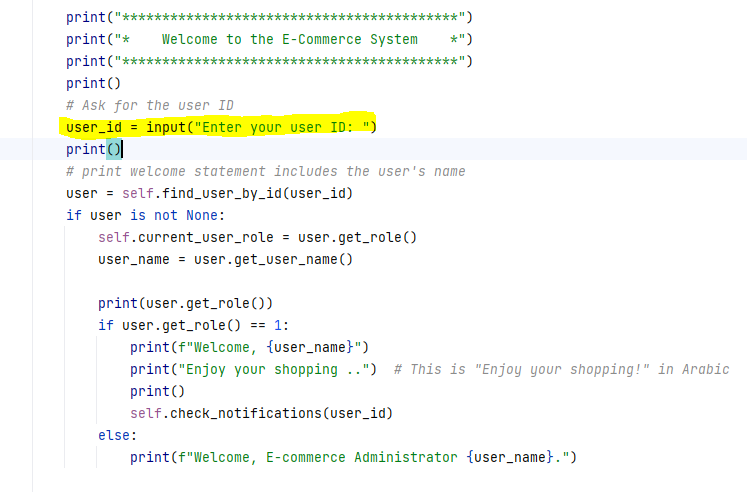 print("******************************************")
print("*    Welcome to the E-Commerce System    *")
print("******************************************")
print()
# Ask for the user ID
user_id = input("Enter your user ID: ")
print()
# print welcome statement includes the user's name
user = self.find_user_by_id(user_id)
if user is not None:
    self.current_user_role = user.get_role()
    user_name = user.get_user_name()

    print(user.get_role())
    if user.get_role() == 1:
        print(f"Welcome, {user_name}")
        print("Enjoy your shopping ..")  # This is "Enjoy your shopping!" in Arabic
        print()
        self.check_notifications(user_id)
    else:
        print(f"Welcome, E-commerce Administrator {user_name}.")